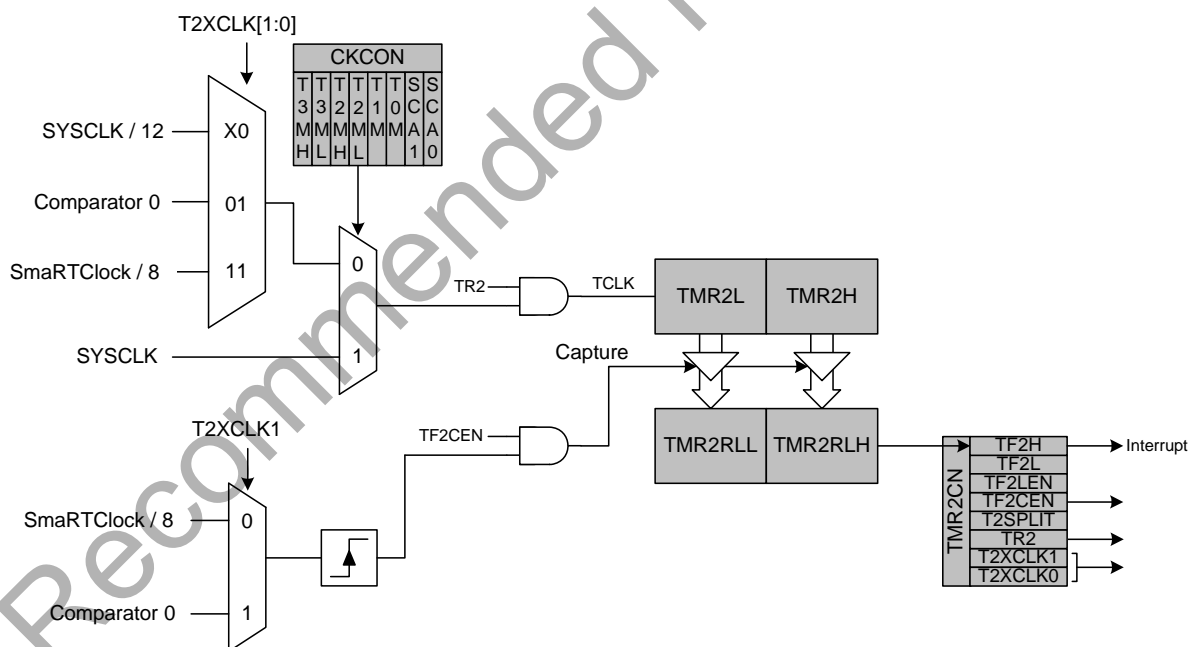 T2XCLK[1:0]
CKCON
T3MH T3ML T2MH T2ML T1M T0M SCA1 SCA0
SYSCLK / 12
X0
Comparator 0
01
SmaRTClock / 8
11
0
SYSCLK
1
TR2
TCLK
TMR2L
TMR2H
Capture
TF2CEN
TMR2RLL
TMR2RLH
T2XCLK1
SmaRTClock / 8
0
Comparator 0
1
TMR2CN
TF2H
Interrupt
TF2L
TF2LEN
TF2CEN
T2SPLIT
TR2
T2XCLK1
T2XCLK0
Recommended